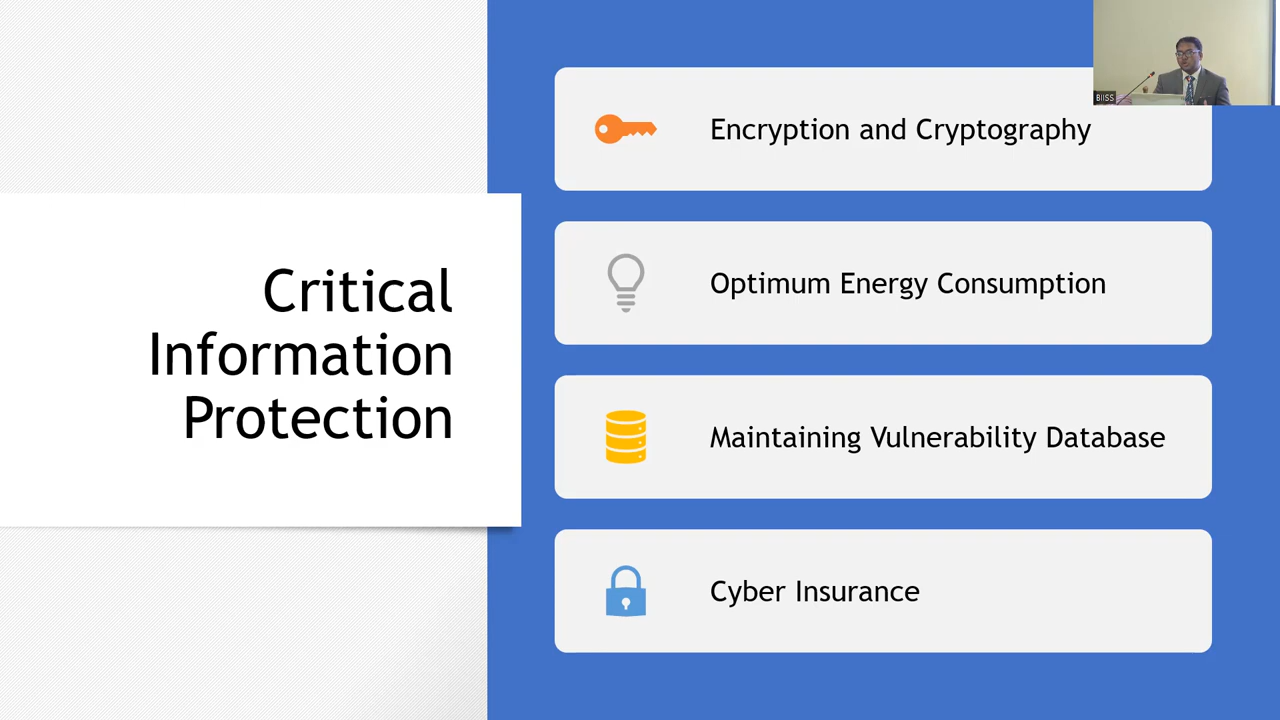 Critical
Information
Protection
Encryption and Cryptography
Optimum Energy Consumption
Maintaining Vulnerability Database
Cyber Insurance
BIISS